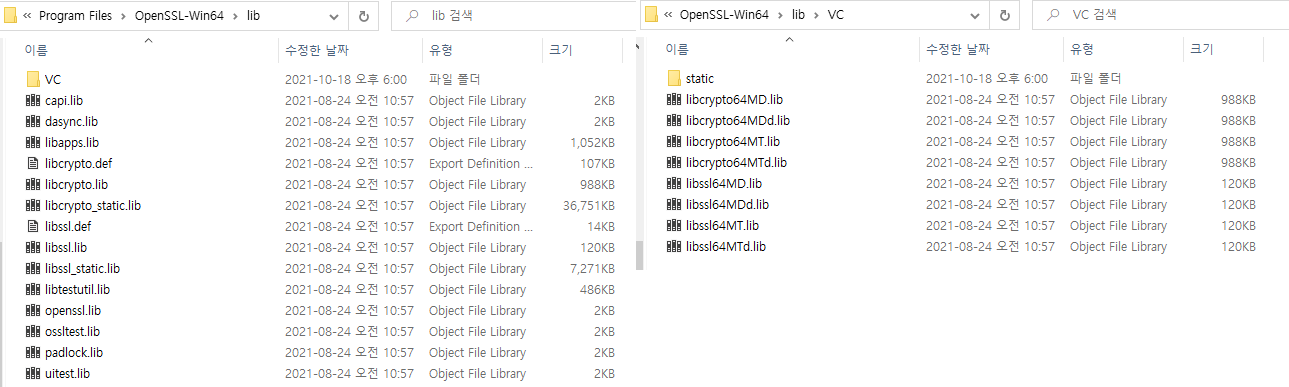 « Program Files › OpenSSL-Win64 › lib
lib 검색
이름 수정한 날짜 유형 크기
VC 2021-10-18 오후 6:00 파일 폴더
capi.lib 2021-08-24 오전 10:57 Object File Library 2KB
dasync.lib 2021-08-24 오전 10:57 Object File Library 2KB
libapps.lib 2021-08-24 오전 10:57 Object File Library 1,052KB
libcrypto.def 2021-08-24 오전 10:57 Export Definition ... 107KB
libcrypto.lib 2021-08-24 오전 10:57 Object File Library 988KB
libcrypto_static.lib 2021-08-24 오전 10:57 Object File Library 36,751KB
libssl.def 2021-08-24 오전 10:57 Export Definition ... 14KB
libssl.lib 2021-08-24 오전 10:57 Object File Library 120KB
libssl_static.lib 2021-08-24 오전 10:57 Object File Library 7,271KB
libtestutil.lib 2021-08-24 오전 10:57 Object File Library 486KB
openssl.lib 2021-08-24 오전 10:57 Object File Library 2KB
ossltest.lib 2021-08-24 오전 10:57 Object File Library 2KB
padlock.lib 2021-08-24 오전 10:57 Object File Library 2KB
uitest.lib 2021-08-24 오전 10:57 Object File Library 2KB
« OpenSSL-Win64 › lib › VC
VC 검색
이름 수정한 날짜 유형 크기
static 2021-10-18 오후 6:00 파일 폴더
libcrypto64MD.lib 2021-08-24 오전 10:57 Object File Library 988KB
libcrypto64MDd.lib 2021-08-24 오전 10:57 Object File Library 988KB
libcrypto64MT.lib 2021-08-24 오전 10:57 Object File Library 988KB
libcrypto64MTd.lib 2021-08-24 오전 10:57 Object File Library 988KB
libssl64MD.lib 2021-08-24 오전 10:57 Object File Library 120KB
libssl64MDd.lib 2021-08-24 오전 10:57 Object File Library 120KB
libssl64MT.lib 2021-08-24 오전 10:57 Object File Library 120KB
libssl64MTd.lib 2021-08-24 오전 10:57 Object File Library 120KB